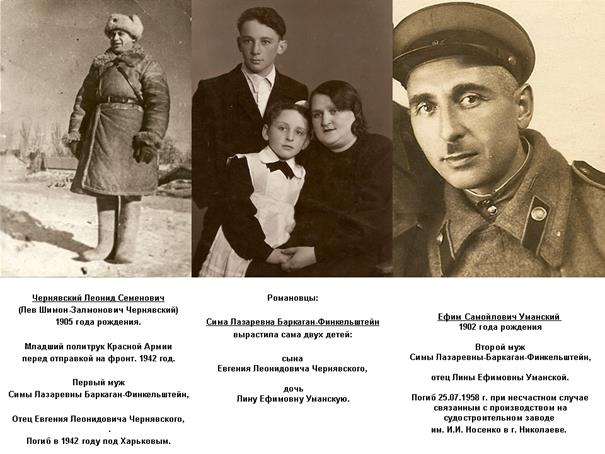 Чернявский Леонид Семенович
(Лев Шимон-Залмонович Чернявский)
1905 года рождения.
Младший политрук Красной Армии
перед отправкой на фронт. 1942 год.
Первый муж
Симы Лазаревны Баркаган-Финкельштейн,
Отец Евгения Леонидовича Чернявского,
.
Погиб в 1942 году под Харьковым.
Романовцы:
Сима Лазаревна Баркаган-Финкельштейн
вырастила сама двух детей:
сына
Евгения Леонидовича Чернявского,
дочь
Лину Ефимовну Уманскую.
Ефим Самойлович Уманский
1902 года рождения
Второй муж
Симы Лазаревны-Баркаган-Финкельштейн,
отец Лины Ефимовны Уманской.
Погиб 25.07.1958 г. при несчастном случае
связанным с производством на
судостроительном заводе
им. И.И. Носенко в г. Николаеве.